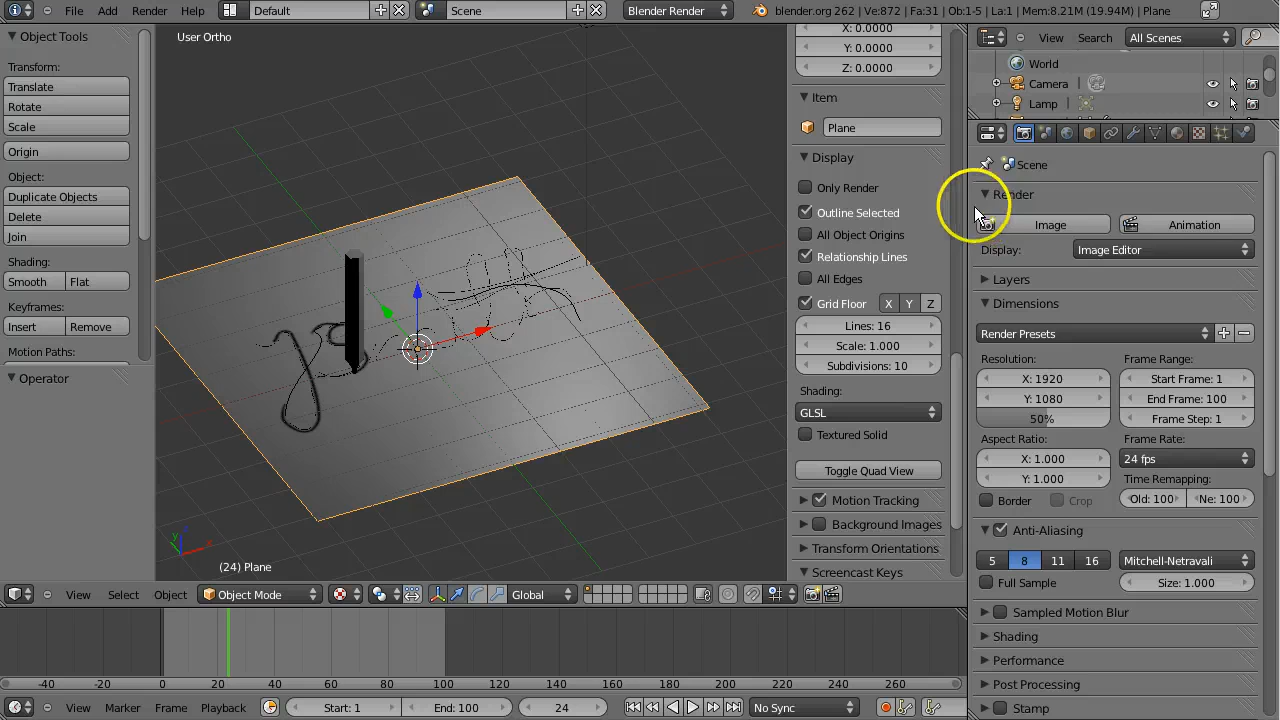 File Add Render Help Default Scene Blender Render blender.org 262 | Ve:872 | Fa:31 | Ob:1-5 | La:1 | Mem:8.21M (19.94M) | Plane
Object Tools
Transform:
Translate
Rotate
Scale
Origin
Object:
Duplicate Objects
Delete
Join
Shading:
Smooth Flat
Keyframes:
Insert Remove
Motion Paths:
Operator
User Ortho
y x
(24) Plane
X: 0.0000
Y: 0.0000
Z: 0.0000
Item
Plane
Display
Only Render
Outline Selected
All Object Origins
Relationship Lines
All Edges
Grid Floor X Y Z
Lines: 16
Scale: 1.000
Subdivisions: 10
Shading:
GLSL
Textured Solid
Toggle Quad View
Motion Tracking
Background Images
Transform Orientations
Screencast Keys
View Search All Scenes
World
Camera
Lamp
Scene
Render
Image Animation
Display: Image Editor
Layers
Dimensions
Render Presets
Resolution: Frame Range:
X: 1920 Start Frame: 1
Y: 1080 End Frame: 100
50% Frame Step: 1
Aspect Ratio: Frame Rate:
X: 1.000 24 fps
Y: 1.000 Time Remapping:
Border Crop Old: 100 Ne: 100
Anti-Aliasing
5 8 11 16 Mitchell-Netravali
Full Sample Size: 1.000
Sampled Motion Blur
Shading
Performance
Post Processing
Stamp
View Select Object Object Mode Global
-40 -20 0 20 40 60 80 100 120 140 160 180 200 220 240 260
View Marker Frame Playback Start: 1 End: 100 24 No Sync